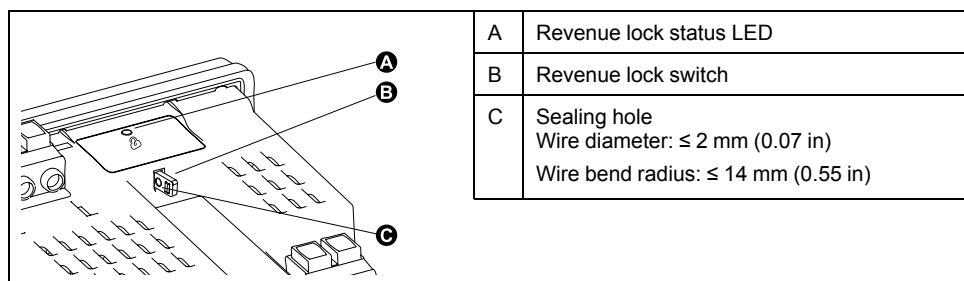 A
B
C
A Revenue lock status LED
B Revenue lock switch
C Sealing hole
Wire diameter: ≤ 2 mm (0.07 in)
Wire bend radius: ≤ 14 mm (0.55 in)